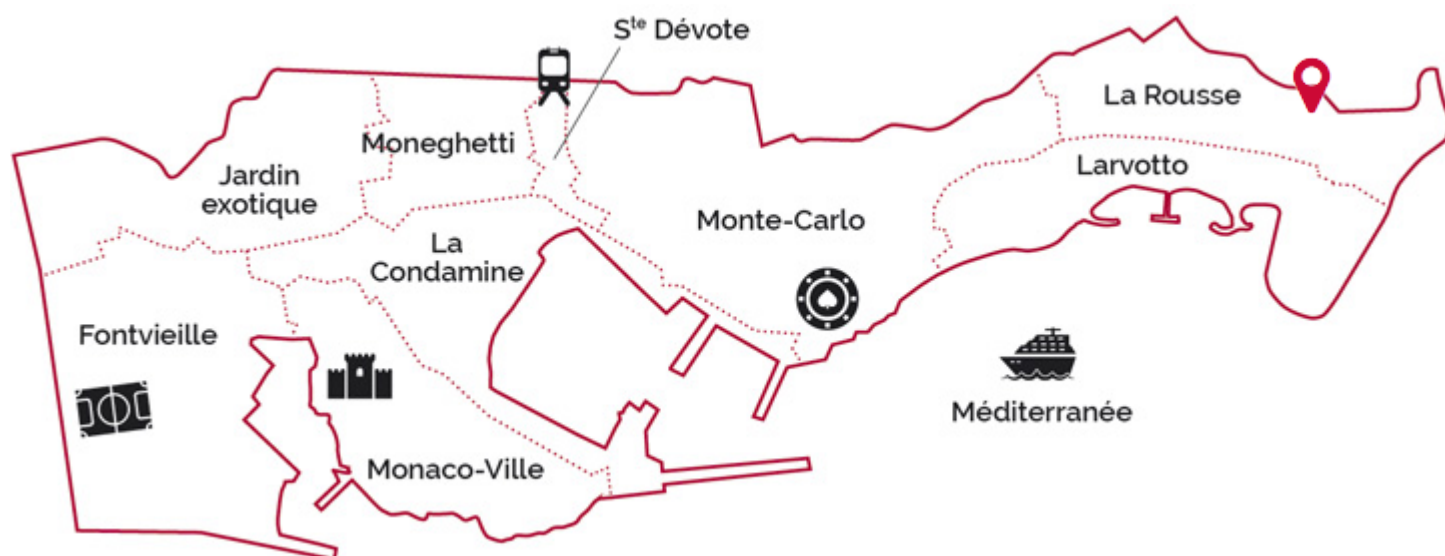 Sᵗᵉ Dévote
La Rousse
Moneghetti
Larvotto
Jardin
exotique
Monte-Carlo
La
Condamine
Fontvieille
Méditerranée
Monaco-Ville